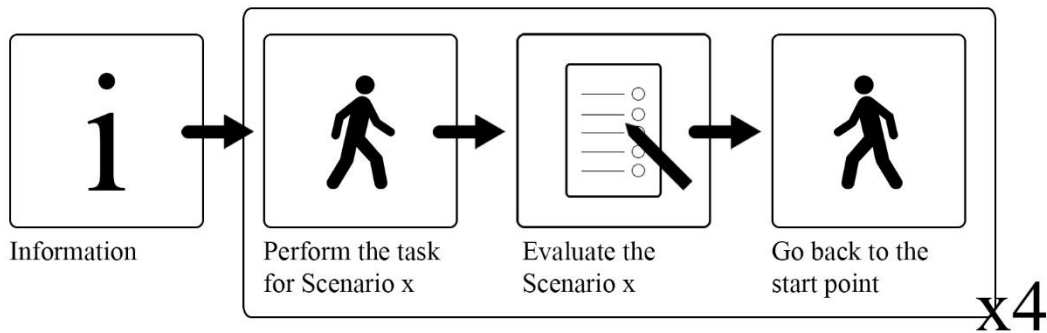 i
Information
Perform the task
for Scenario x
Evaluate the
Scenario x
Go back to the
start point
x4